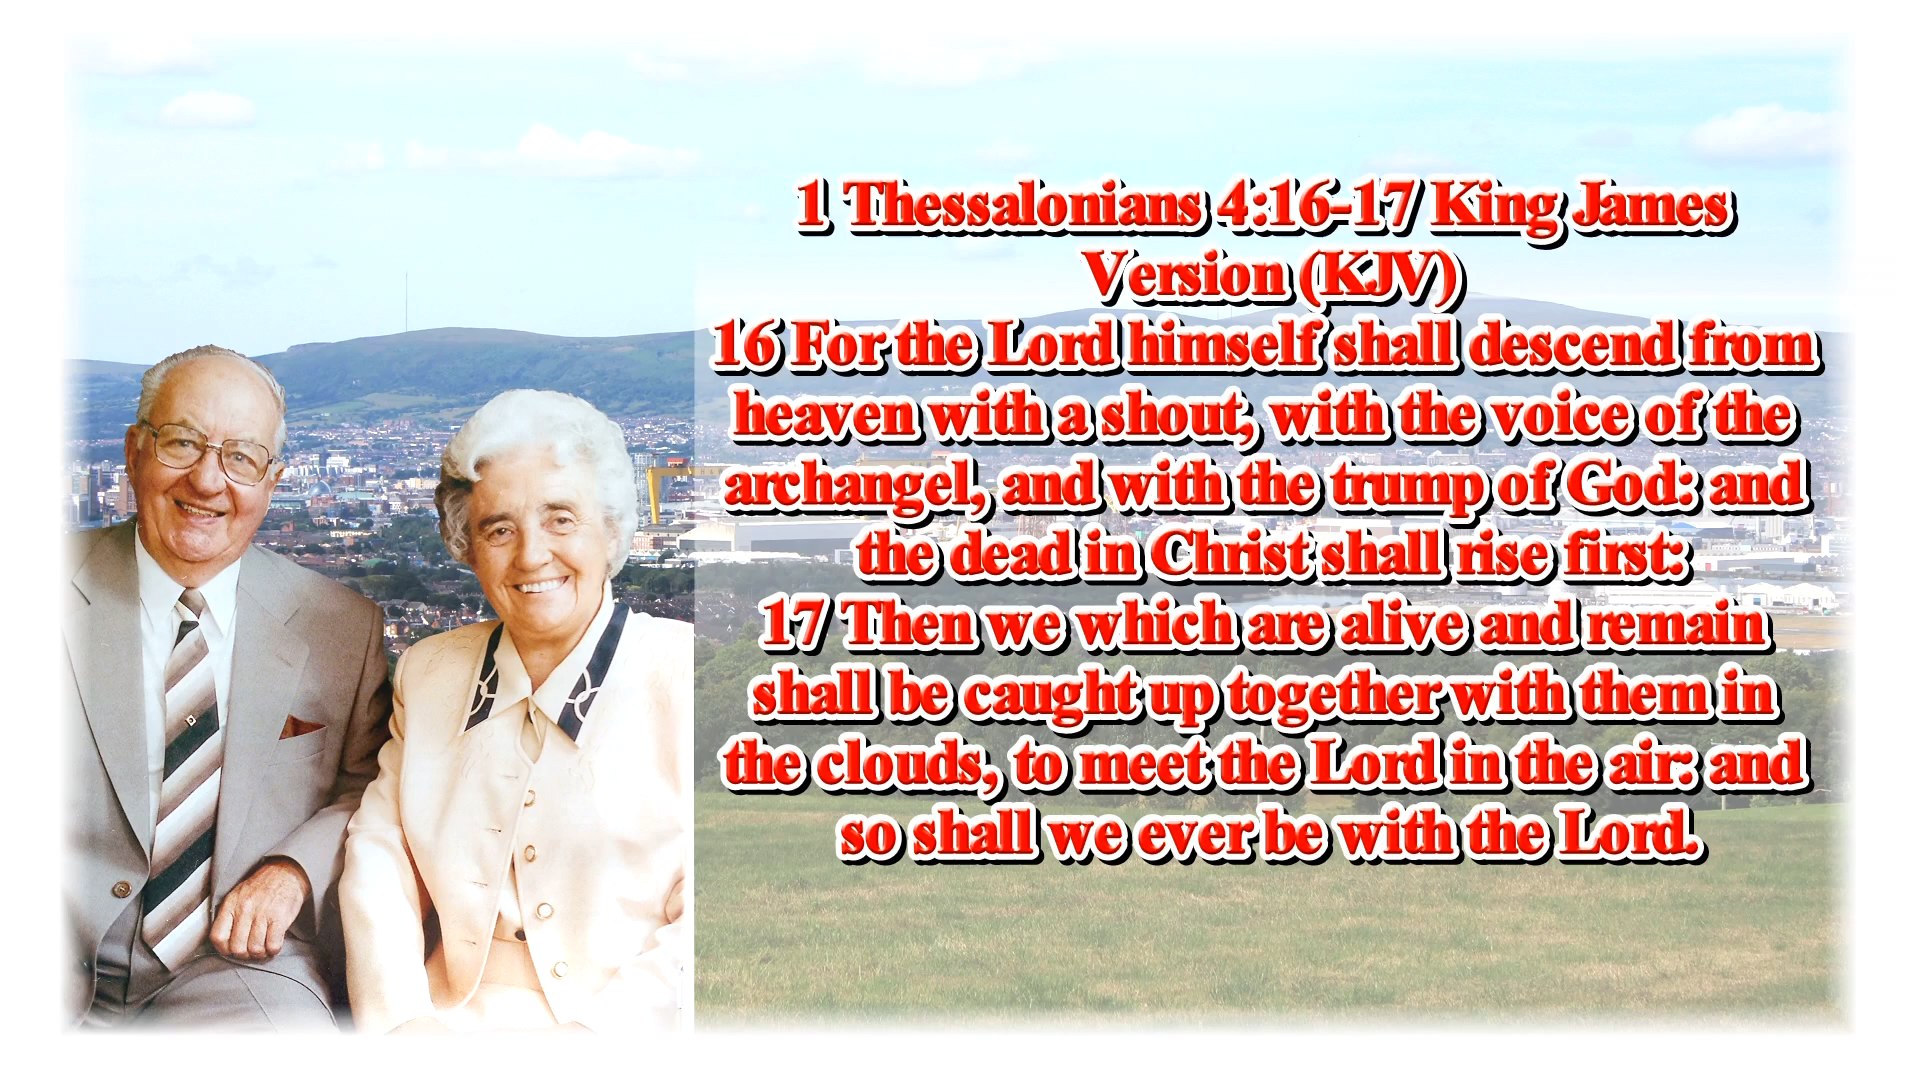 1 Thessalonians 4:16-17 King James
Version (KJV)
16 For the Lord himself shall descend from
heaven with a shout, with the voice of the
archangel, and with the trump of God: and
the dead in Christ shall rise first:
17 Then we which are alive and remain
shall be caught up together with them in
the clouds, to meet the Lord in the air: and
so shall we ever be with the Lord.